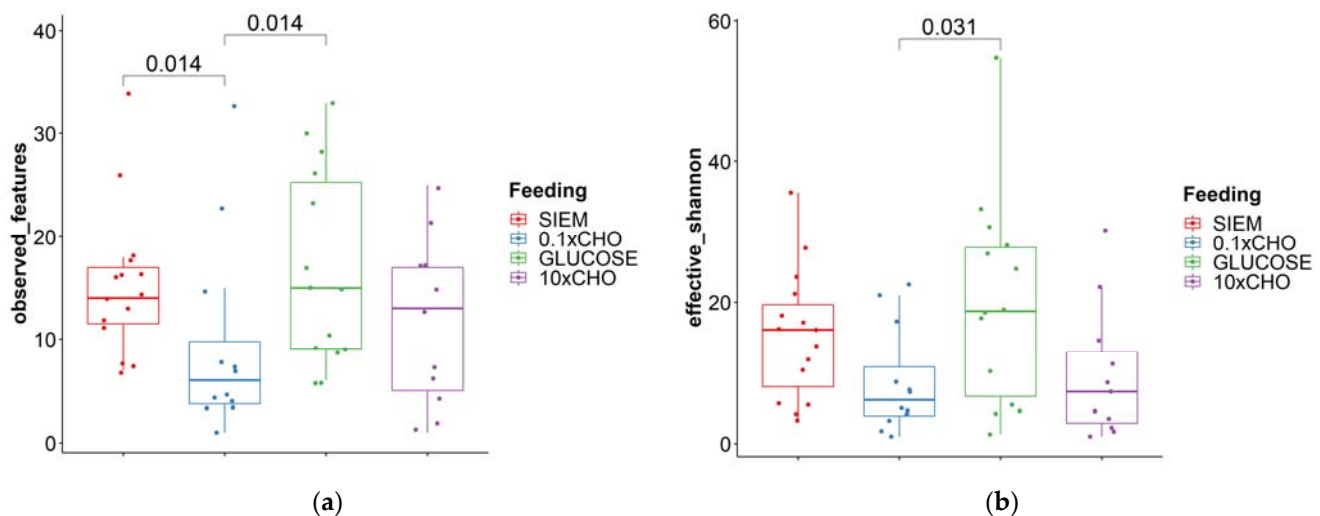 40
30
20
10
0
observed_features
0.014
0.014
Feeding
SIEM
0.1xCHO
GLUCOSE
10xCHO
(a)
60
40
20
0
effective_shannon
0.031
Feeding
SIEM
0.1xCHO
GLUCOSE
10xCHO
(b)